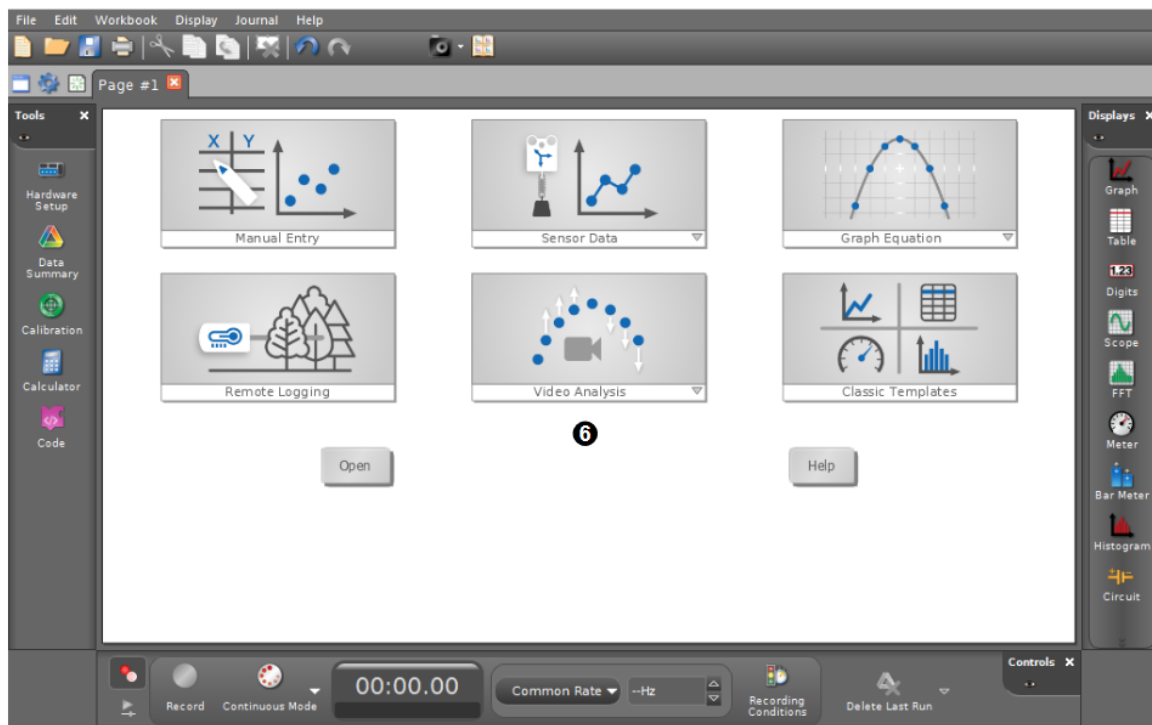 File Edit Workbook Display Journal Help
Page #1
Tools
Hardware
Setup
Data
Summary
Calibration
Calculator
Code
X Y
Manual Entry
Sensor Data
Graph Equation
Remote Logging
Video Analysis
Classic Templates
6
Open
Help
Displays
Graph
Table
1.23
Digits
Scope
FFT
Meter
Bar Meter
Histogram
Circuit
Record
Continuous Mode
00:00.00
Common Rate
--Hz
Recording
Conditions
Delete Last Run
Controls